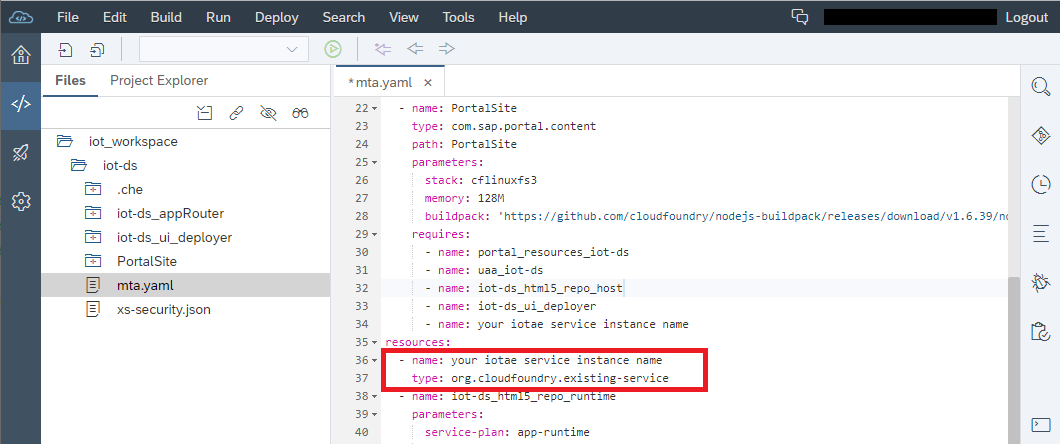 File Edit Build Run Deploy Search View Tools Help Logout
Files Project Explorer
*mta.yaml ×
iot_workspace
iot-ds
.che
iot-ds_appRouter
iot-ds_ui_deployer
PortalSite
mta.yaml
xs-security.json
22 - name: PortalSite
23 type: com.sap.portal.content
24 path: PortalSite
25 parameters:
26 stack: cflinuxfs3
27 memory: 128M
28 buildpack: 'https://github.com/cloudfoundry/nodejs-buildpack/releases/download/v1.6.39/no
29 requires:
30 - name: portal_resources_iot-ds
31 - name: uaa_iot-ds
32 - name: iot-ds_html5_repo_host
33 - name: iot-ds_ui_deployer
34 - name: your iotae service instance name
35 resources:
36 - name: your iotae service instance name
37 type: org.cloudfoundry.existing-service
38 - name: iot-ds_html5_repo_runtime
39 parameters:
40 service-plan: app-runtime